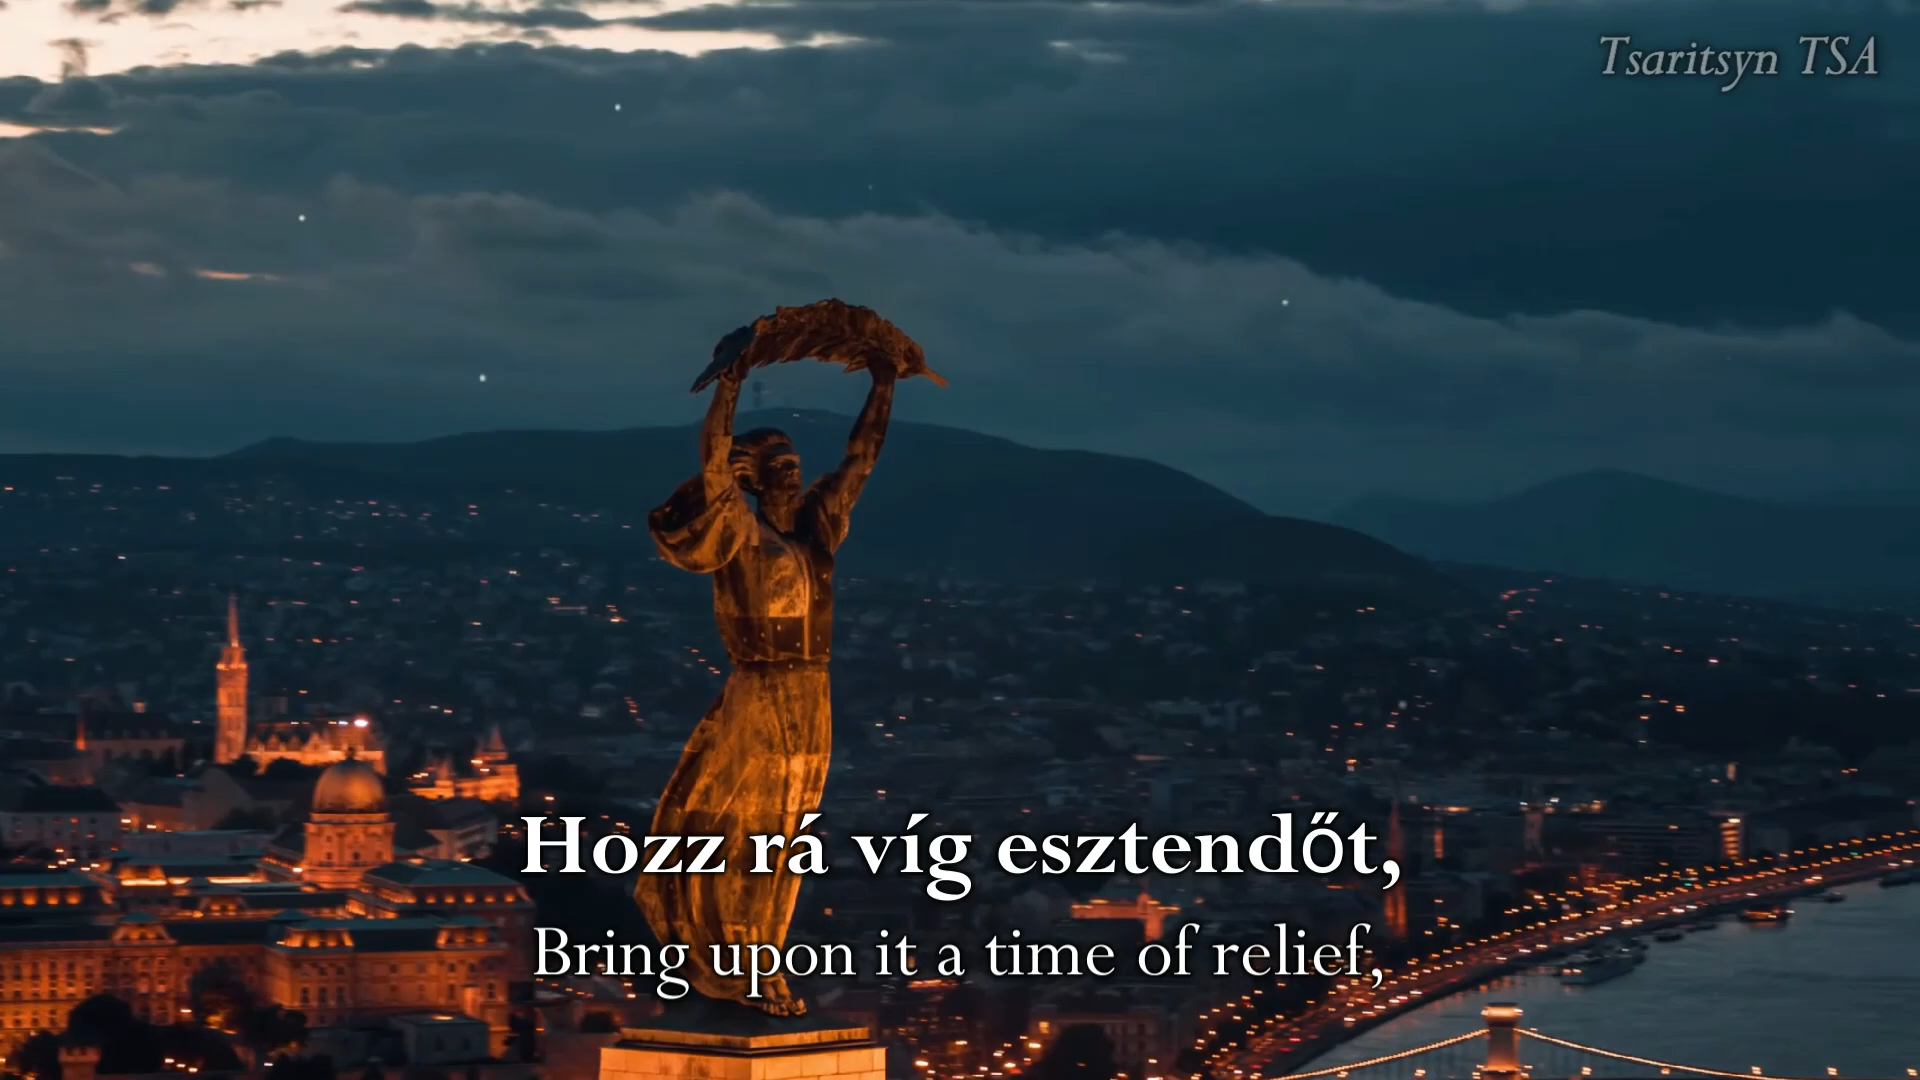 Tsaritsyn TSA
Hozz rá víg esztendőt,
Bring upon it a time of relief,